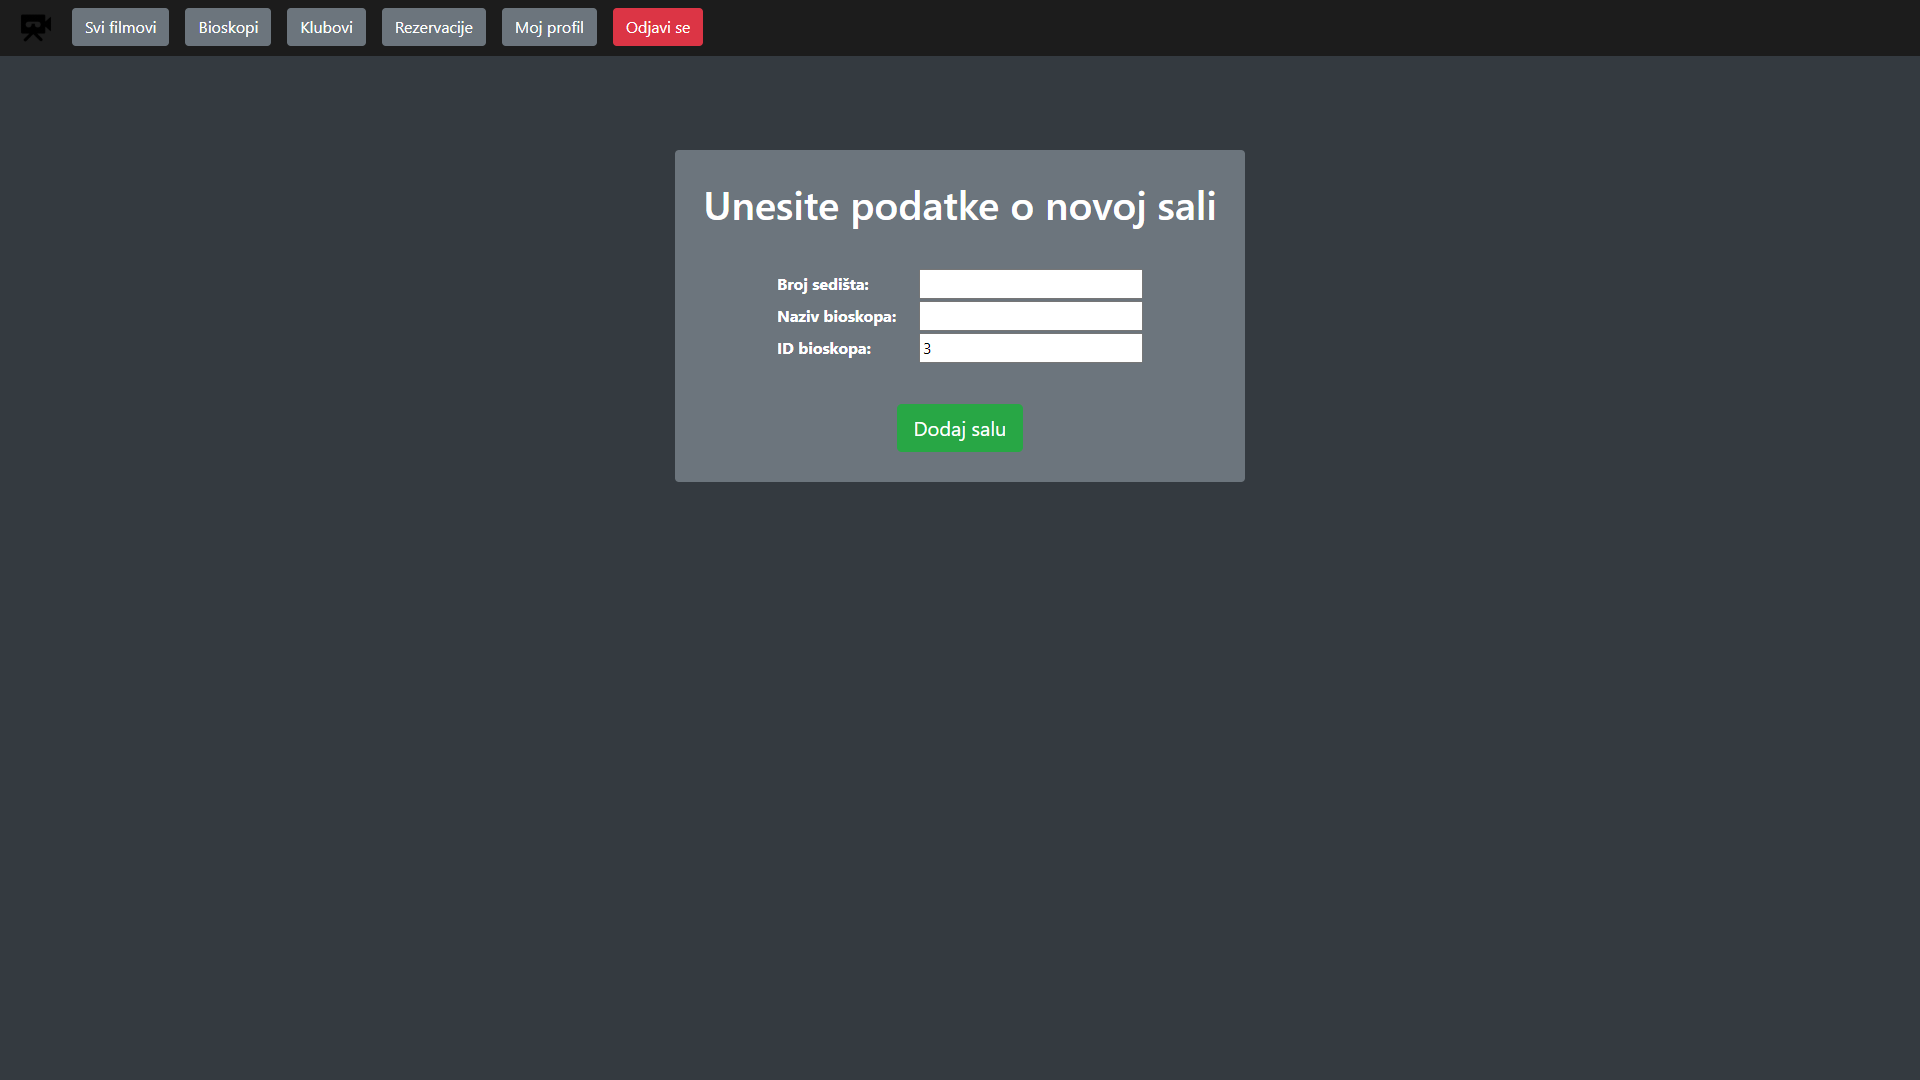 Svi filmovi Bioskopi Klubovi Rezervacije Moj profil Odjavi se
Unesite podatke o novoj sali
Broj sedišta:
Naziv bioskopa:
ID bioskopa: 3
Dodaj salu